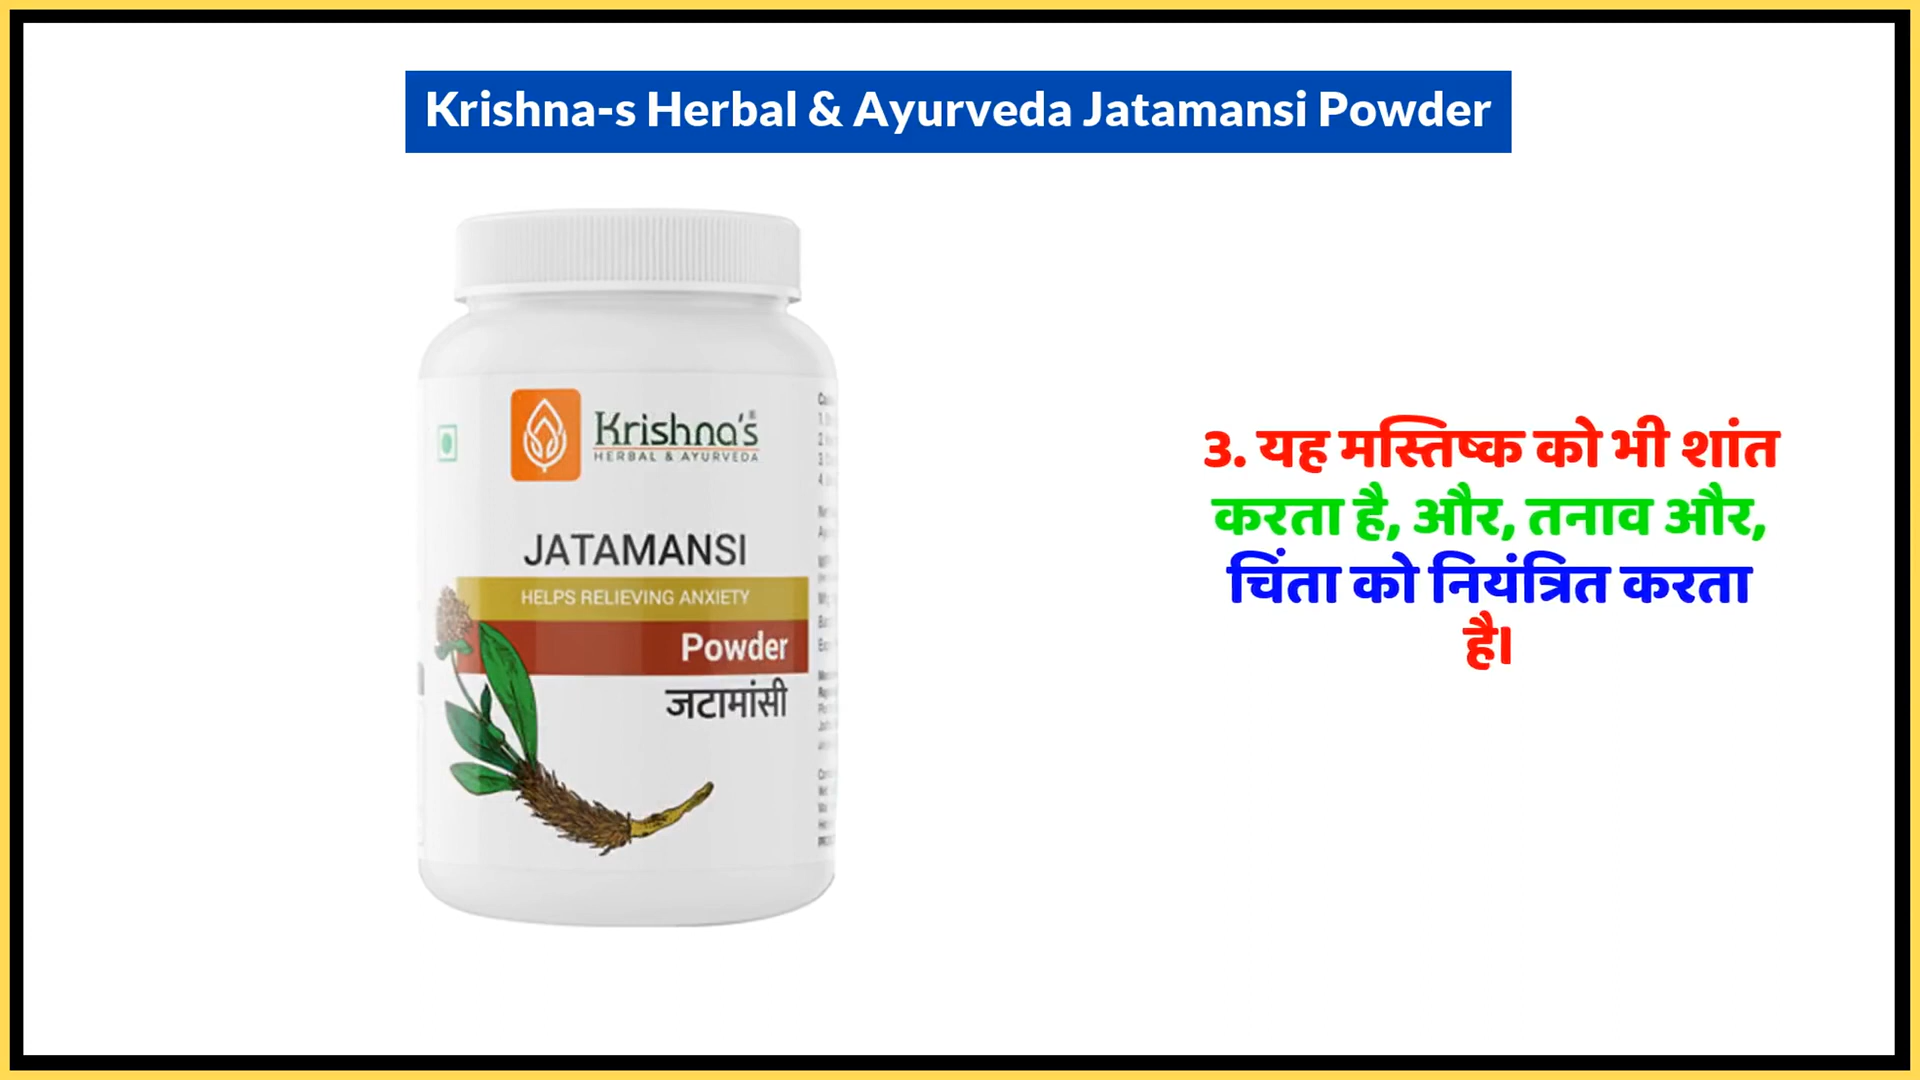 Krishna-s Herbal & Ayurveda Jatamansi Powder
Krishna's®
HERBAL & AYURVEDA
JATAMANSI
HELPS RELIEVING ANXIETY
Powder
जटामांसी
3. यह मस्तिष्क को भी शांत
करता है, और, तनाव और,
चिंता को नियंत्रित करता
है।